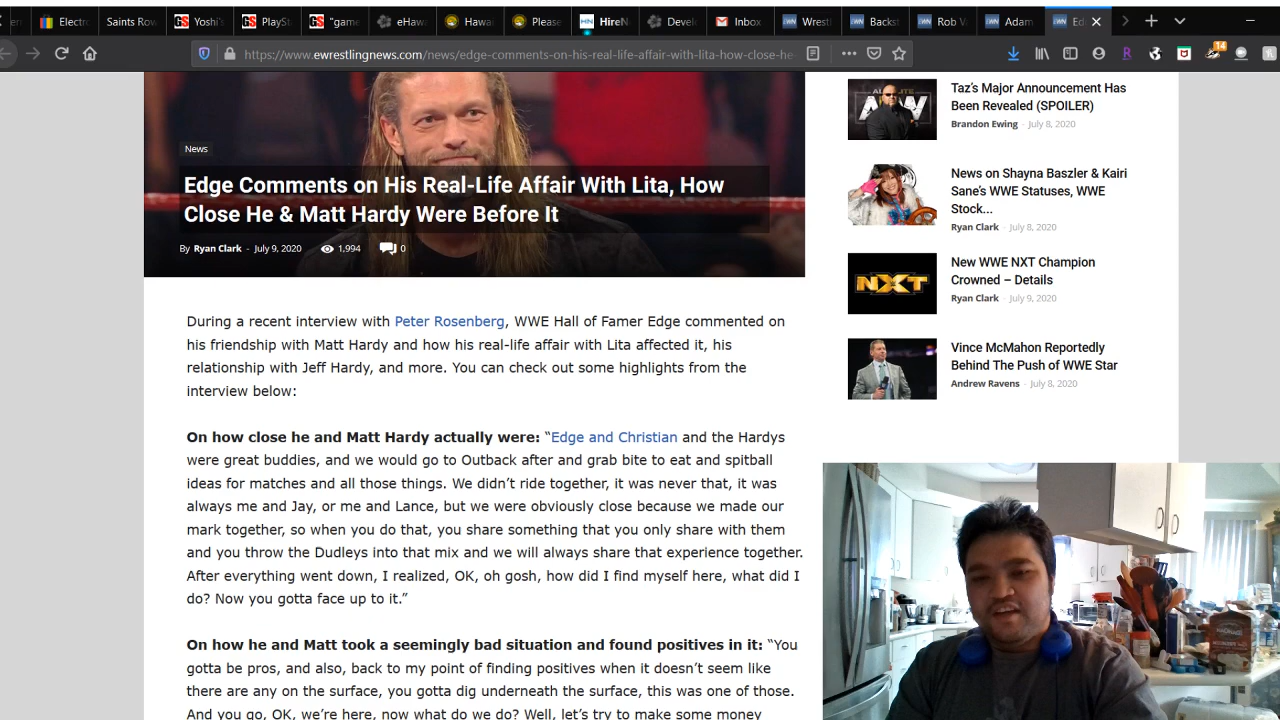 Electro
Saints Row
Yoshi'
PlaySt
"game
eHaw
Hawai
Please
HireN
Devel
Inbox
Wrest
Backst
Rob V
Adam
Ed
https://www.ewrestlingnews.com/news/edge-comments-on-his-real-life-affair-with-lita-how-close-he-
14
News
Edge Comments on His Real-Life Affair With Lita, How
Close He & Matt Hardy Were Before It
By Ryan Clark - July 9, 2020 1,994 0
During a recent interview with Peter Rosenberg, WWE Hall of Famer Edge commented on
his friendship with Matt Hardy and how his real-life affair with Lita affected it, his
relationship with Jeff Hardy, and more. You can check out some highlights from the
interview below:
On how close he and Matt Hardy actually were: “Edge and Christian and the Hardys
were great buddies, and we would go to Outback after and grab bite to eat and spitball
ideas for matches and all those things. We didn’t ride together, it was never that, it was
always me and Jay, or me and Lance, but we were obviously close because we made our
mark together, so when you do that, you share something that you only share with them
and you throw the Dudleys into that mix and we will always share that experience together.
After everything went down, I realized, OK, oh gosh, how did I find myself here, what did I
do? Now you gotta face up to it.”
On how he and Matt took a seemingly bad situation and found positives in it: “You
gotta be pros, and also, back to my point of finding positives when it doesn’t seem like
there are any on the surface, you gotta dig underneath the surface, this was one of those.
And you go, OK, we’re here, now what do we do? Well, let’s try to make some money
Taz’s Major Announcement Has
Been Revealed (SPOILER)
Brandon Ewing - July 8, 2020
News on Shayna Baszler & Kairi
Sane’s WWE Statuses, WWE
Stock...
Ryan Clark - July 8, 2020
NXT
New WWE NXT Champion
Crowned – Details
Ryan Clark - July 9, 2020
Vince McMahon Reportedly
Behind The Push of WWE Star
Andrew Ravens - July 8, 2020